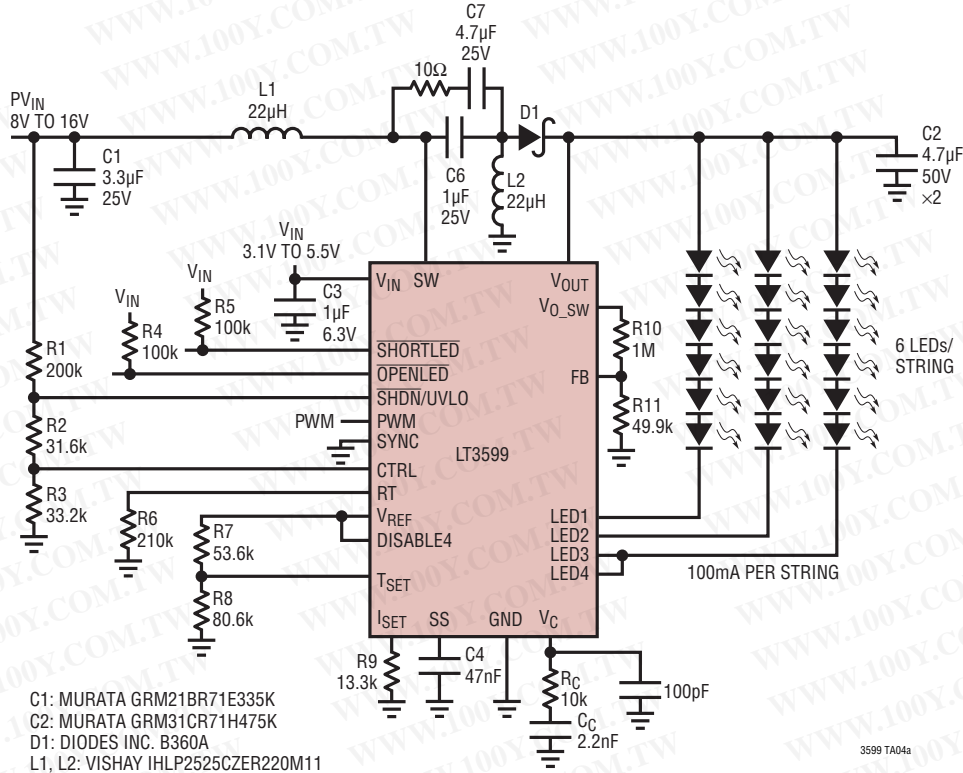 C7
4.7µF
25V
10Ω
L1
22µH
PVIN
8V TO 16V
D1
C1
3.3µF
25V
C6
1µF
25V
L2
22µH
C2
4.7µF
50V
×2
VIN
3.1V TO 5.5V
VIN
VIN
C3
1µF
6.3V
R5
100k
R4
100k
R1
200k
R2
31.6k
R3
33.2k
VIN SW VOUT
VO_SW
SHORTLED
OPENLED
FB
SHDN/UVLO
PWM
PWM
SYNC
LT3599
CTRL
RT
VREF
DISABLE4
TSET
LED1
LED2
LED3
LED4
ISET SS GND VC
R10
1M
R11
49.9k
6 LEDs/
STRING
100mA PER STRING
R6
210k
R7
53.6k
R8
80.6k
R9
13.3k
C4
47nF
RC
10k
CC
2.2nF
100pF
C1: MURATA GRM21BR71E335K
C2: MURATA GRM31CR71H475K
D1: DIODES INC. B360A
L1, L2: VISHAY IHLP2525CZER220M11
3599 TA04a
WWW.100Y.COM.TW